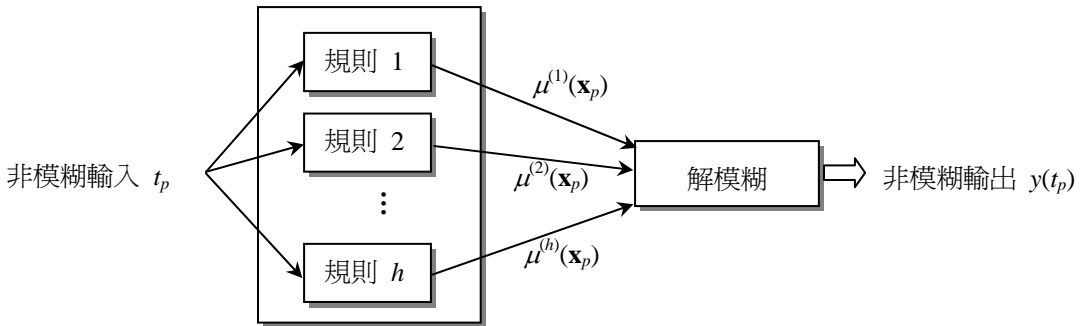 規則 1
μ^(1)(x_p)
規則 2
非模糊輸入 t_p
μ^(2)(x_p)
解模糊
非模糊輸出 y(t_p)
⋮
規則 h
μ^(h)(x_p)